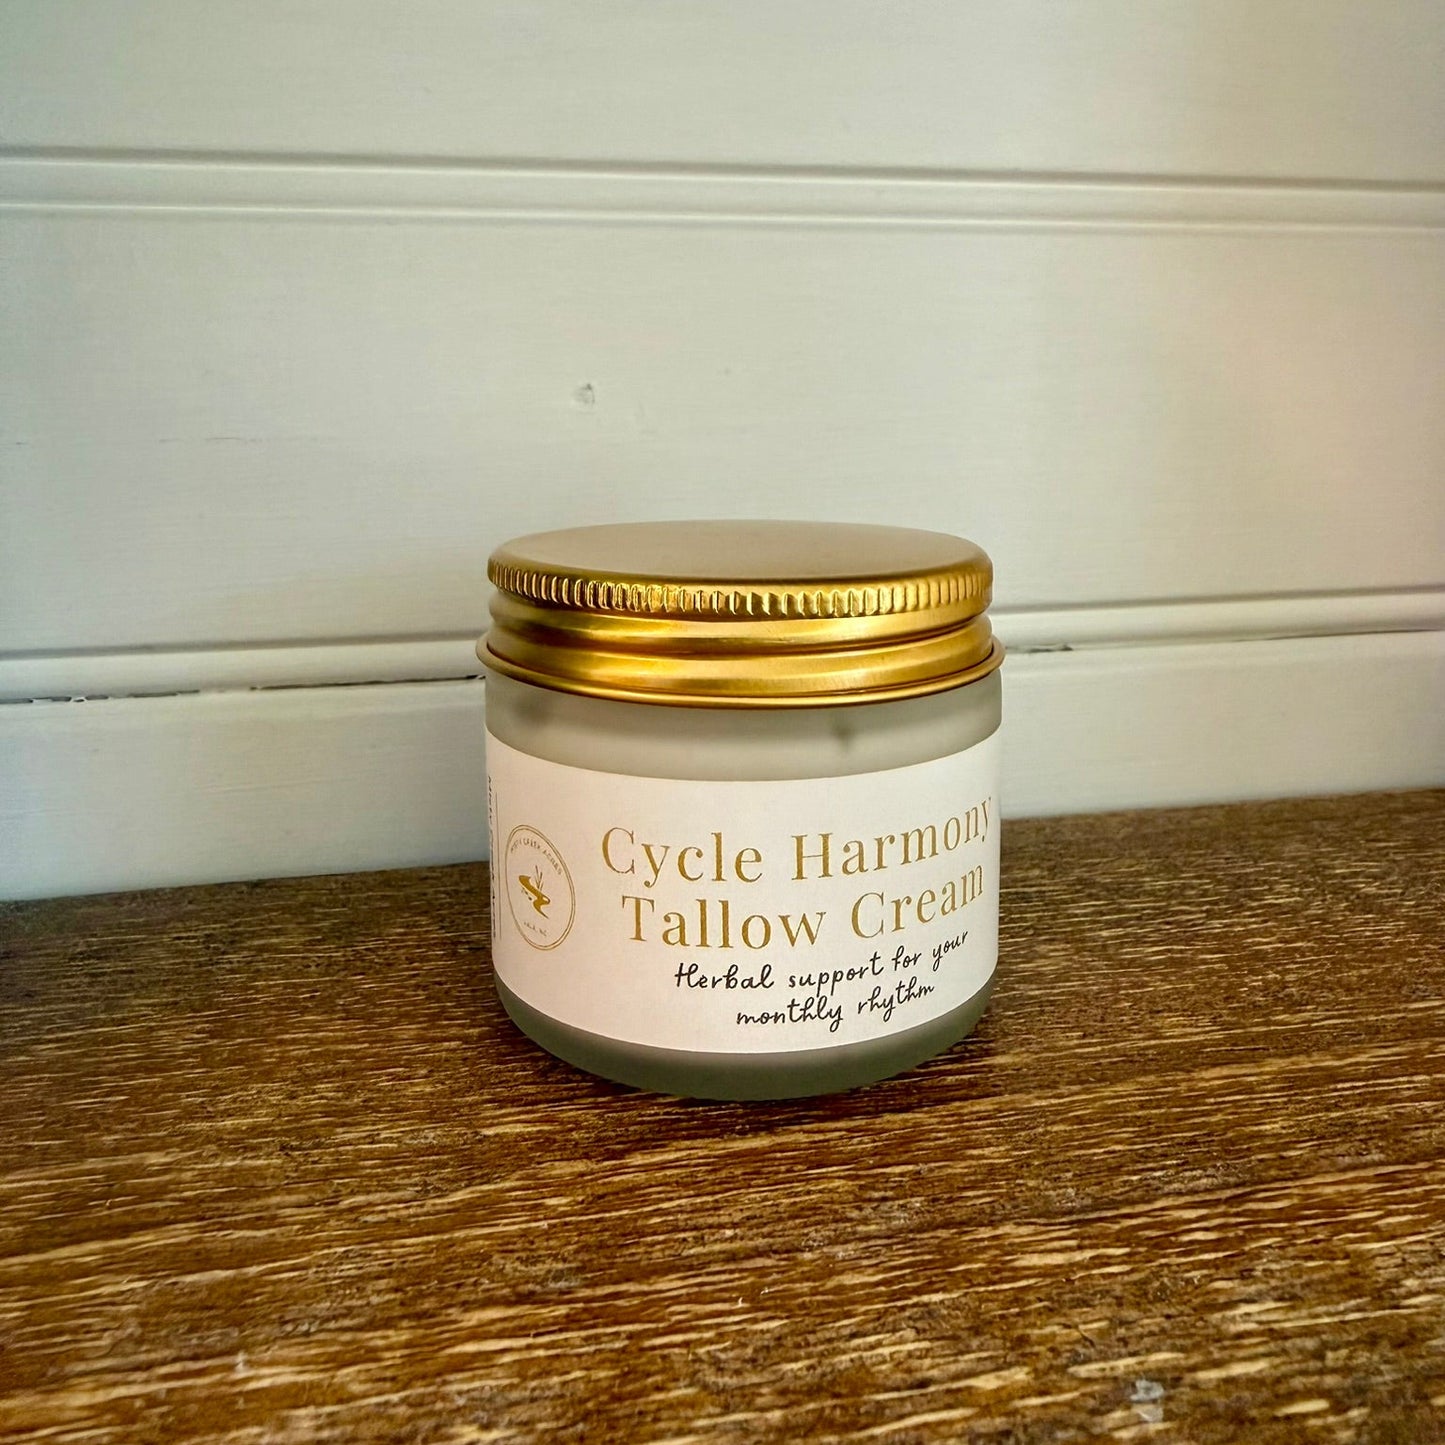 Cycle Harmony
Tallow Cream
Herbal support for your
monthly rhythm